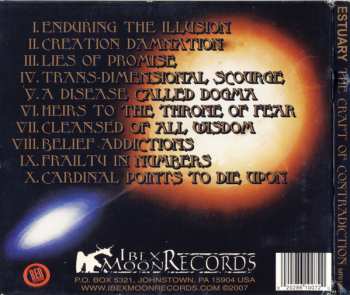 I. ENDURING THE ILLUSION
II. CREATION DAMNATION
III. LIES OF PROMISE
IV. TRANS-DIMENSIONAL SCOURGE
V. A DISEASE CALLED DOGMA
VI. HEIRS TO THE THRONE OF FEAR
VII. CLEANSED OF ALL WISDOM
VIII. BELIEF ADDICTIONS
IX. FRAILTY IN NUMBERS
X. CARDINAL POINTS TO DIE UPON
IBEX
MOON RECORDS
P.O. BOX 5321, JOHNSTOWN, PA 15904 USA
WWW.IBEXMOONRECORDS.COM ©2007
RED
ESTUARY THE CRAFT OF CONTRADICTION